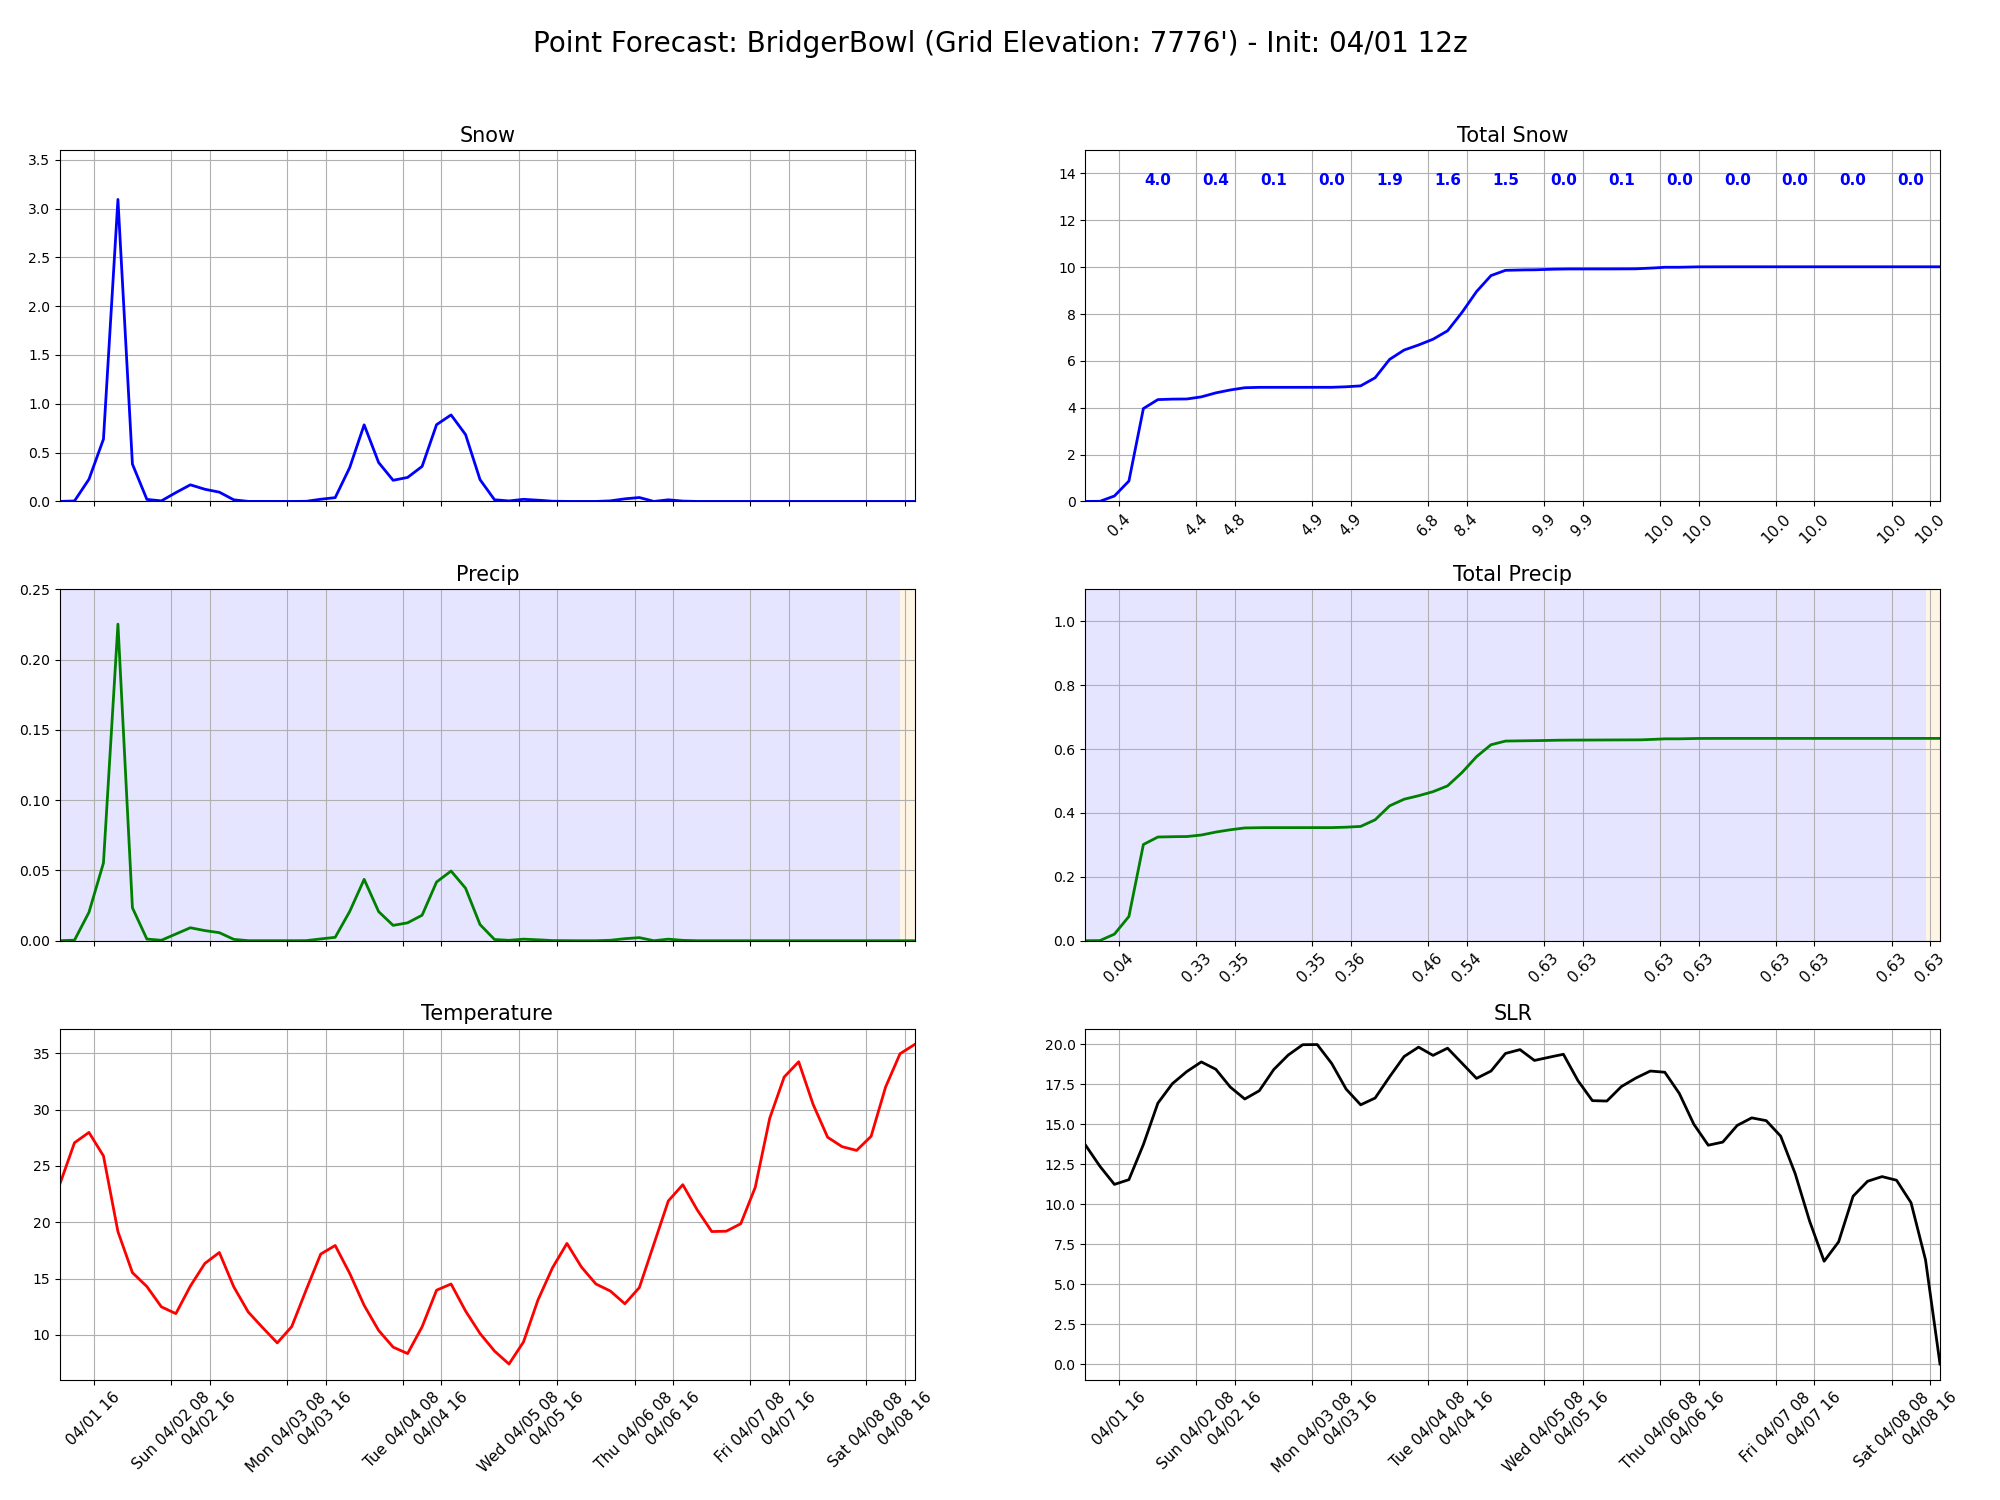 Point Forecast: BridgerBowl (Grid Elevation: 7776') - Init: 04/01 12z
Snow
3.5
3.0
2.5
2.0
1.5
1.0
0.5
0.0
Total Snow
14
12
10
8
6
4
2
0
4.0 0.4 0.1 0.0 1.9 1.6 1.5 0.0 0.1 0.0 0.0 0.0 0.0 0.0
0.4 4.4 4.8 4.9 4.9 6.8 8.4 9.9 9.9 10.0 10.0 10.0 10.0 10.0 10.0
Precip
0.25
0.20
0.15
0.10
0.05
0.00
Total Precip
1.0
0.8
0.6
0.4
0.2
0.0
0.04 0.33 0.35 0.35 0.36 0.46 0.54 0.63 0.63 0.63 0.63 0.63 0.63 0.63 0.63
Temperature
35
30
25
20
15
10
04/01 16
Sun 04/02 08
04/02 16
Mon 04/03 08
04/03 16
Tue 04/04 08
04/04 16
Wed 04/05 08
04/05 16
Thu 04/06 08
04/06 16
Fri 04/07 08
04/07 16
Sat 04/08 08
04/08 16
SLR
20.0
17.5
15.0
12.5
10.0
7.5
5.0
2.5
0.0
04/01 16
Sun 04/02 08
04/02 16
Mon 04/03 08
04/03 16
Tue 04/04 08
04/04 16
Wed 04/05 08
04/05 16
Thu 04/06 08
04/06 16
Fri 04/07 08
04/07 16
Sat 04/08 08
04/08 16